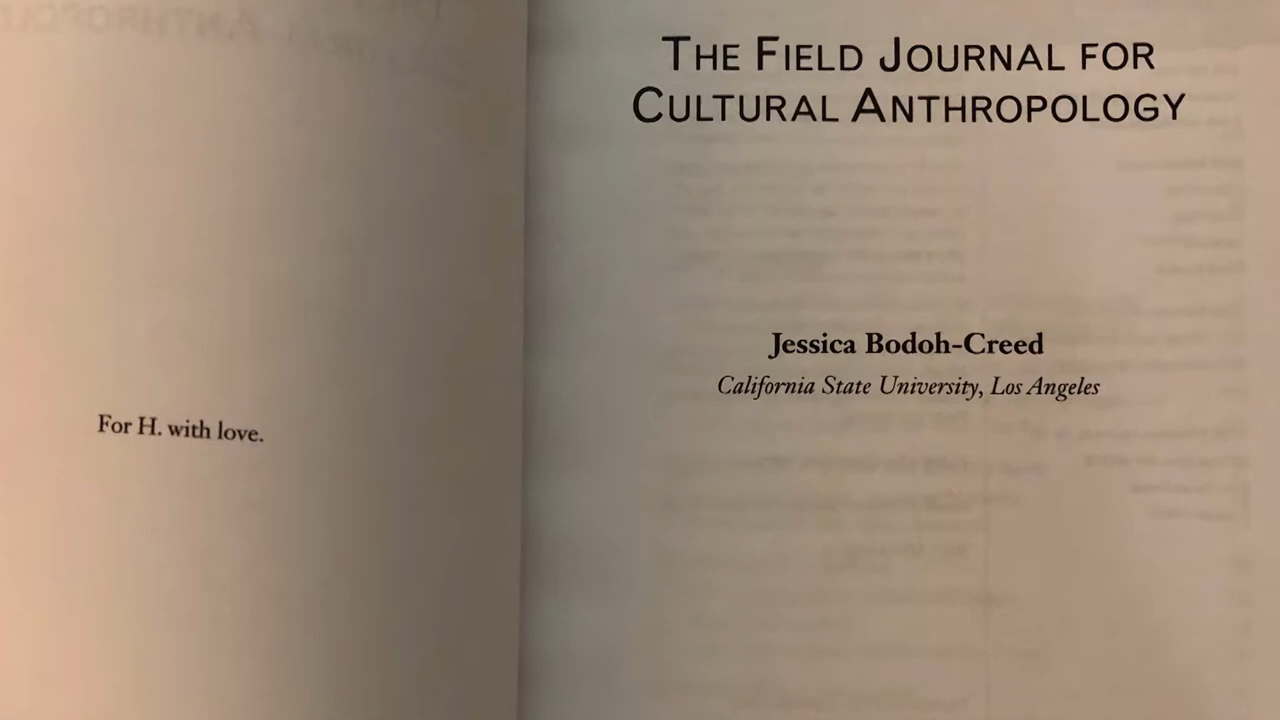 For H. with love.
The Field Journal for
Cultural Anthropology
Jessica Bodoh-Creed
California State University, Los Angeles